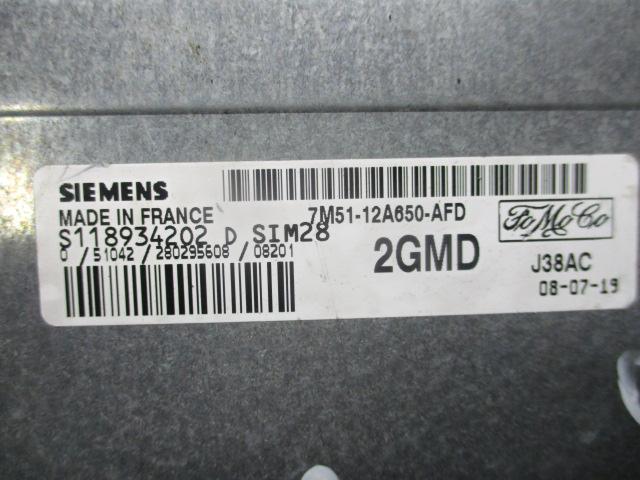 SIEMENS
MADE IN FRANCE
7M51-12A650-AFD
FoMoCo
S118934202 D SIM28
0 / 51042 / 280295608 / 08201
2GMD
J38AC
08-07-19